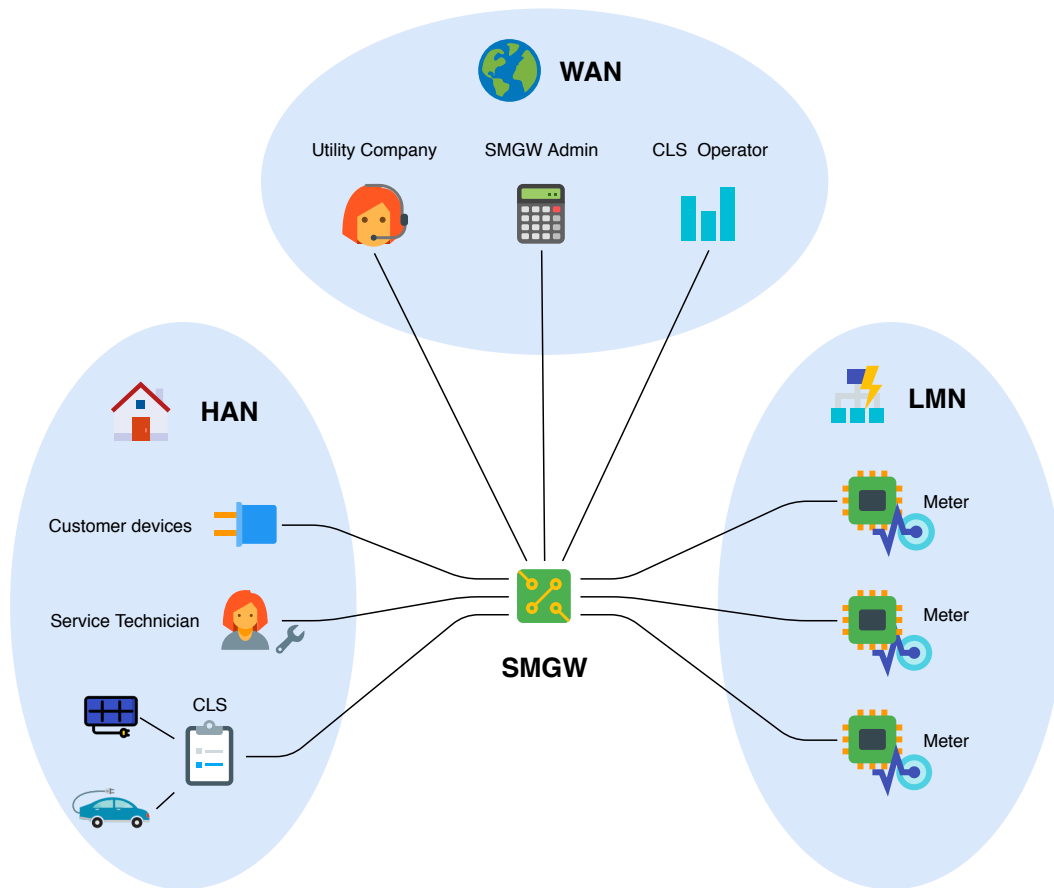 WAN
Utility Company
SMGW Admin
CLS Operator
HAN
Customer devices
Service Technician
CLS
SMGW
LMN
Meter
Meter
Meter